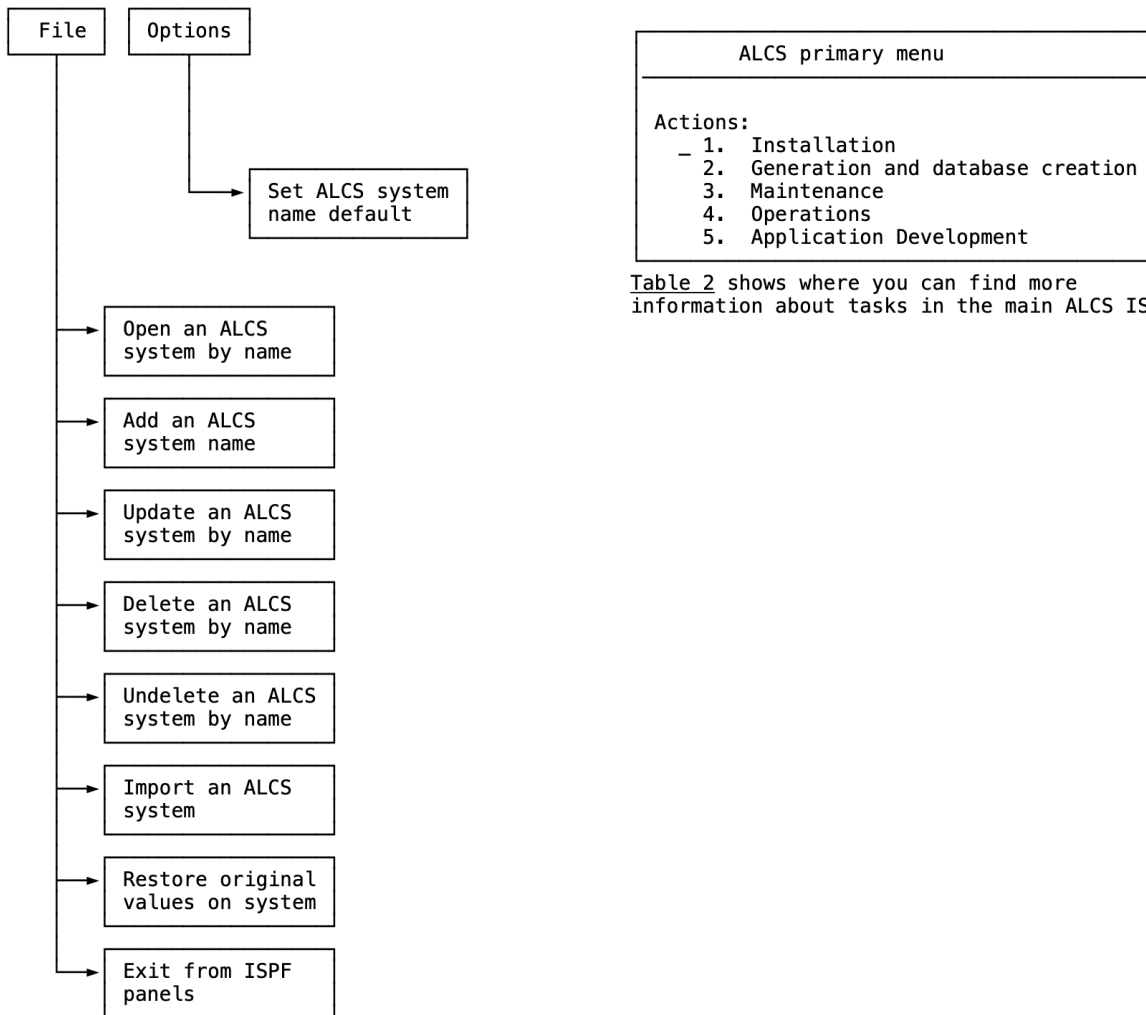 File
Options
ALCS primary menu
Actions:
_ 1. Installation
2. Generation and database creation
3. Maintenance
4. Operations
5. Application Development
Table 2 shows where you can find more
information about tasks in the main ALCS
Set ALCS system
name default
Open an ALCS
system by name
Add an ALCS
system name
Update an ALCS
system by name
Delete an ALCS
system by name
Undelete an ALCS
system by name
Import an ALCS
system
Restore original
values on system
Exit from ISPF
panels